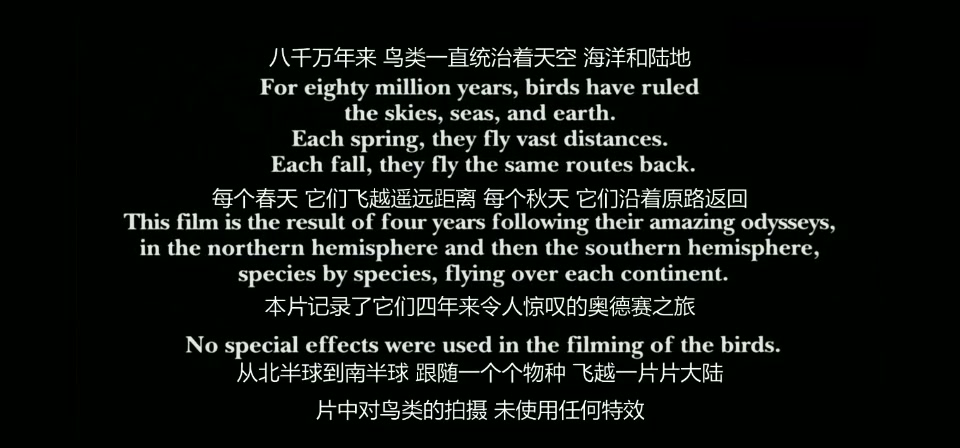 八千万年来 鸟类一直统治着天空 海洋和陆地
For eighty million years, birds have ruled
the skies, seas, and earth.
Each spring, they fly vast distances.
Each fall, they fly the same routes back.
每个春天 它们飞越遥远距离 每个秋天 它们沿着原路返回
This film is the result of four years following their amazing odysseys,
in the northern hemisphere and then the southern hemisphere,
species by species, flying over each continent.
本片记录了它们四年来令人惊叹的奥德赛之旅
No special effects were used in the filming of the birds.
从北半球到南半球 跟随一个个物种 飞越一片片大陆
片中对鸟类的拍摄 未使用任何特效